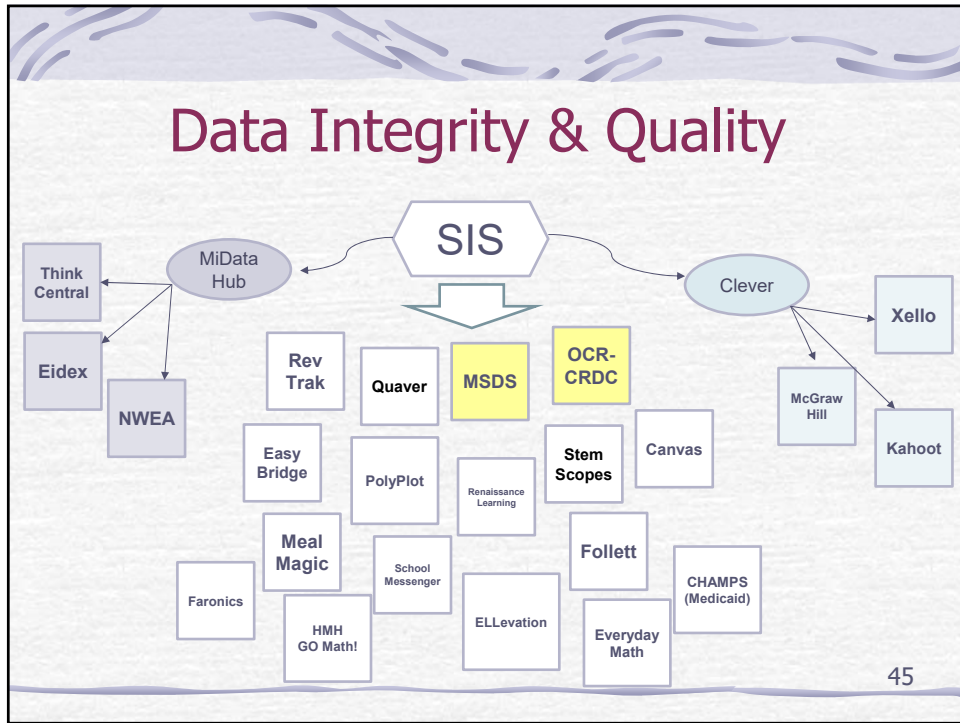 Data Integrity & Quality
SIS
MiData
Hub
Clever
Think
Central
Eidex
NWEA
Xello
McGraw
Hill
Kahoot
Rev
Trak
Quaver
MSDS
OCR-
CRDC
Easy
Bridge
PolyPlot
Renaissance
Learning
Stem
Scopes
Canvas
Meal
Magic
School
Messenger
Follett
Faronics
HMH
GO Math!
ELLevation
Everyday
Math
CHAMPS
(Medicaid)
45